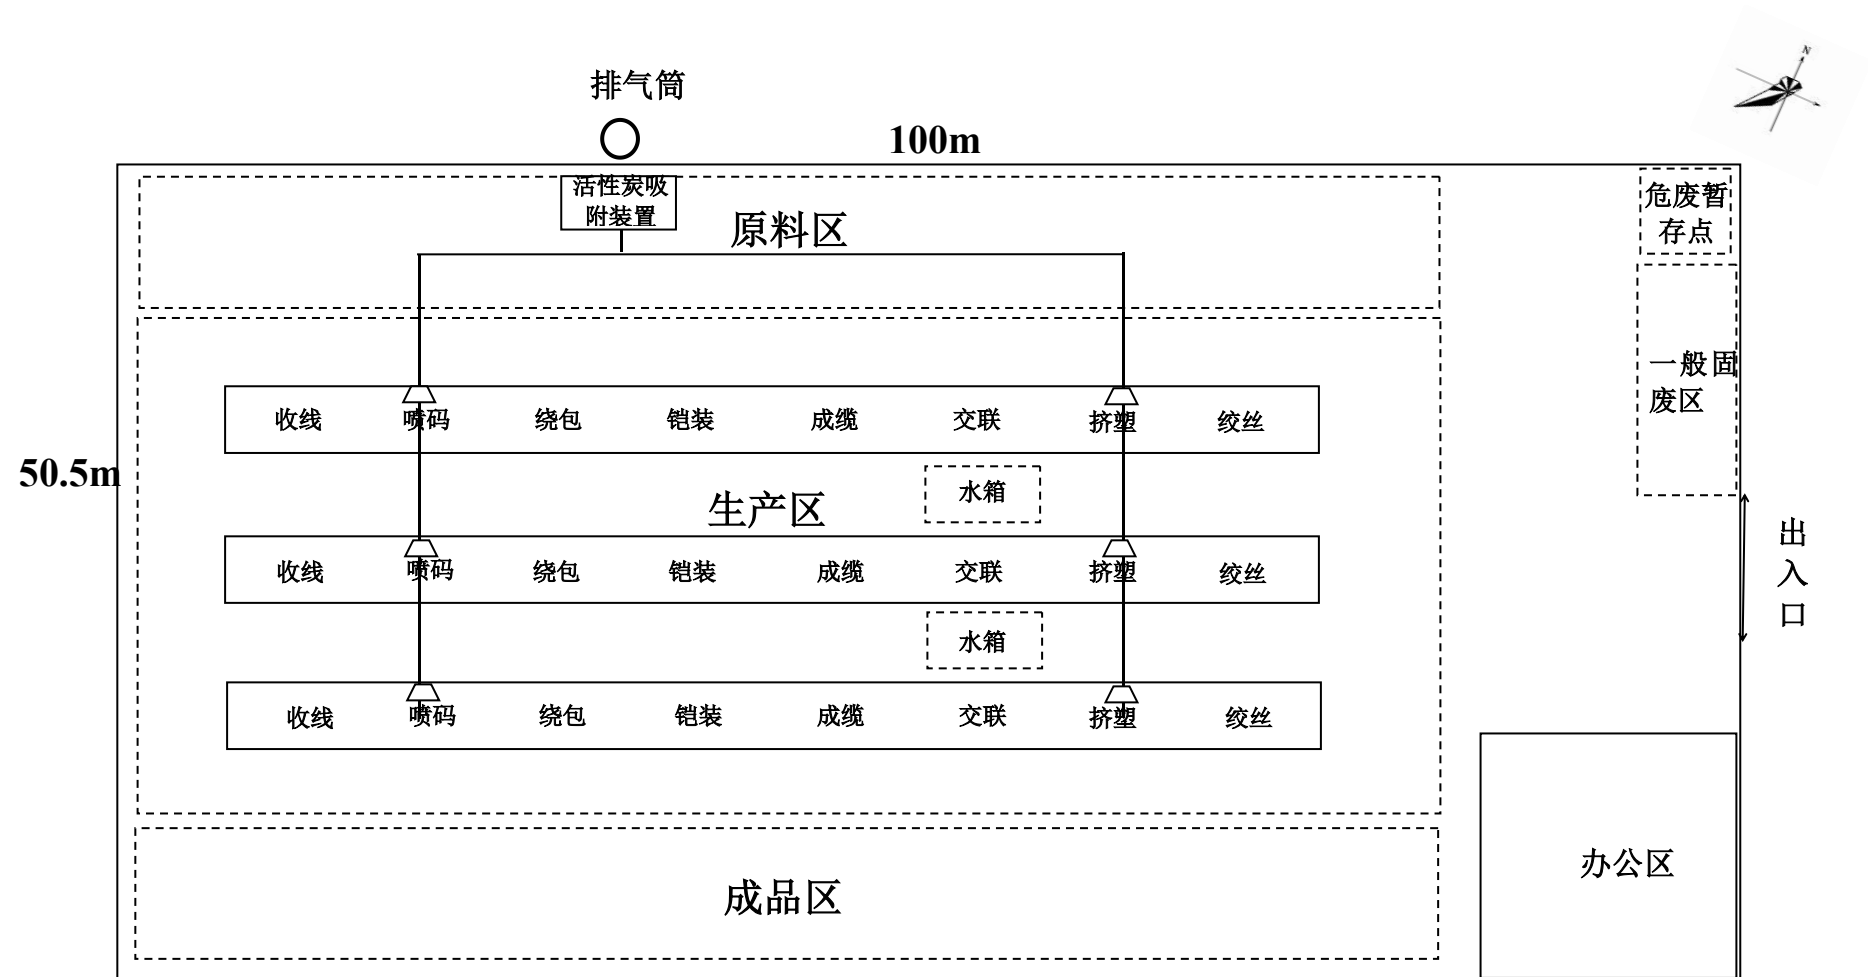 N
排气筒
100m
活性炭吸
附装置
原料区
危废暂
存点
一般固
废区
收线 喷码 绕包 铠装 成缆 交联 挤塑 绞丝
50.5m
水箱
生产区
出
入
口
收线 喷码 绕包 铠装 成缆 交联 挤塑 绞丝
水箱
收线 喷码 绕包 铠装 成缆 交联 挤塑 绞丝
办公区
成品区